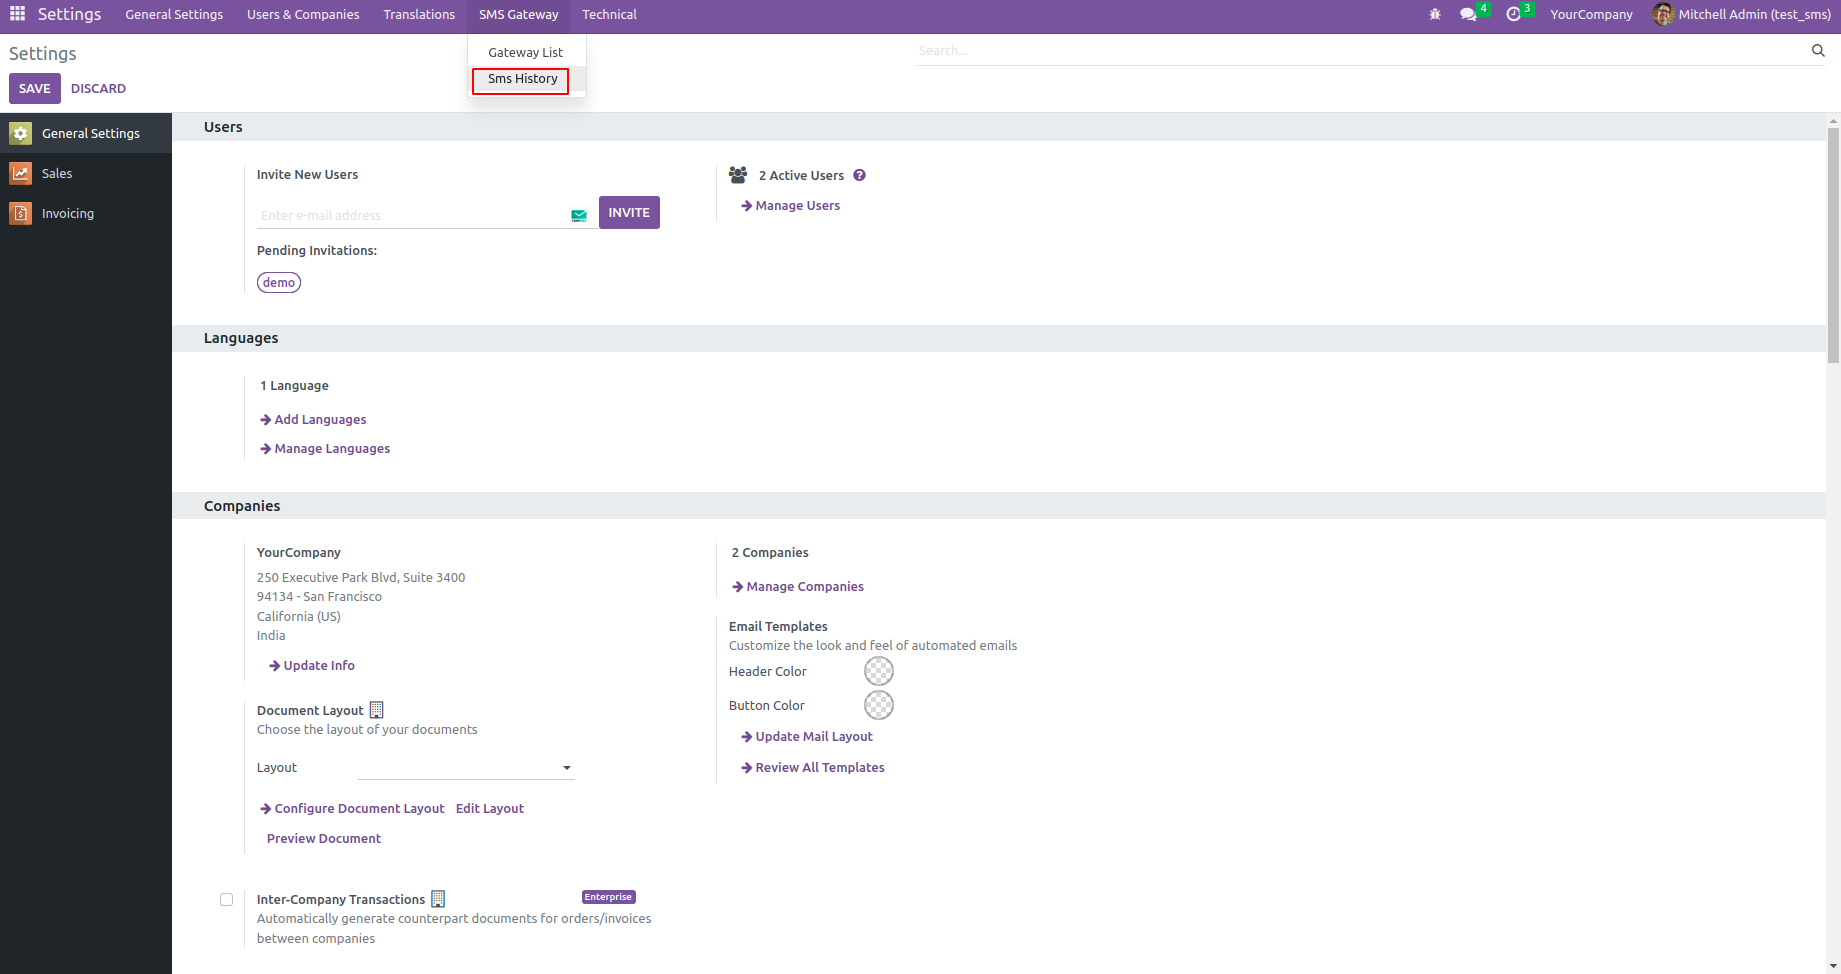 Settings General Settings Users & Companies Translations SMS Gateway Technical 4 3 YourCompany Mitchell Admin (test_sms)
Settings
Search...
SAVE DISCARD
Gateway List
Sms History
General Settings
Sales
Invoicing
Users
Invite New Users
Enter e-mail address
INVITE
Pending Invitations:
demo
2 Active Users ?
Manage Users
Languages
1 Language
Add Languages
Manage Languages
Companies
YourCompany
250 Executive Park Blvd, Suite 3400
94134 - San Francisco
California (US)
India
Update Info
2 Companies
Manage Companies
Email Templates
Customize the look and feel of automated emails
Header Color
Button Color
Update Mail Layout
Review All Templates
Document Layout
Choose the layout of your documents
Layout
Configure Document Layout Edit Layout
Preview Document
Inter-Company Transactions Enterprise
Automatically generate counterpart documents for orders/invoices
between companies